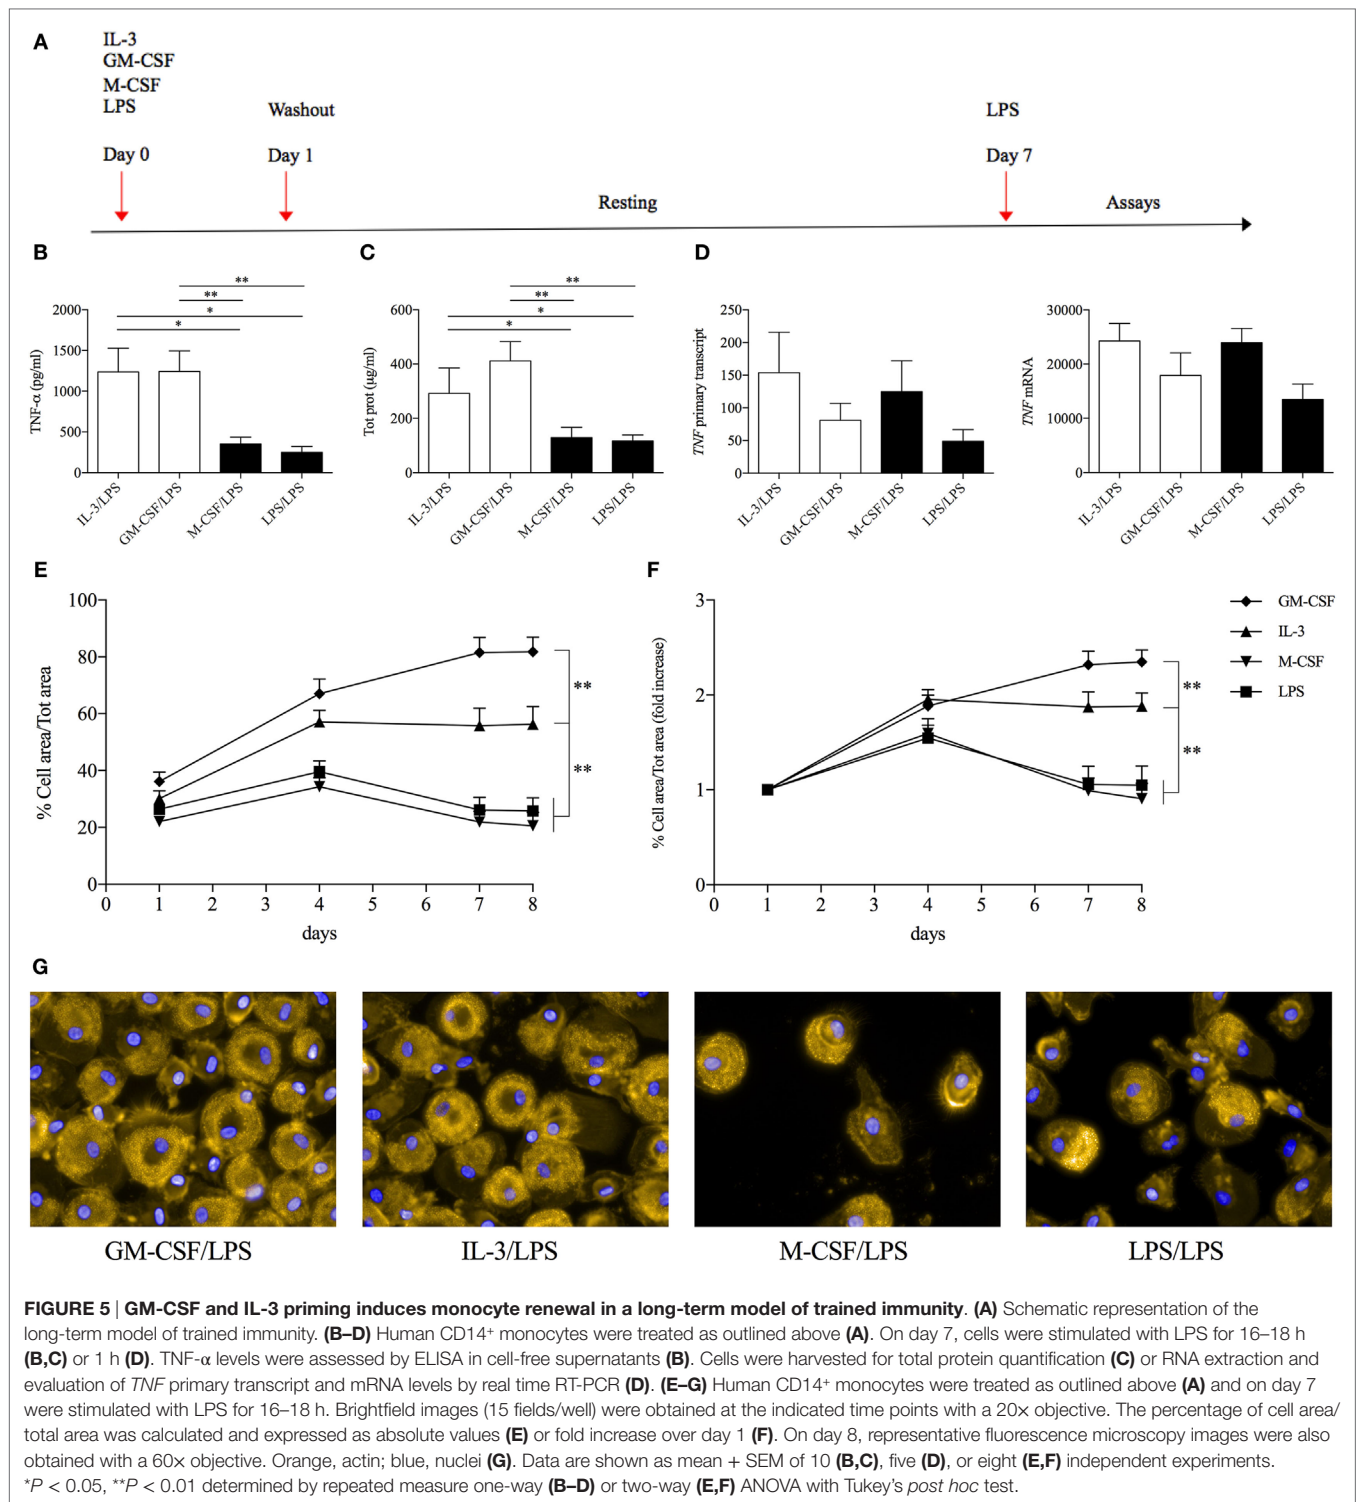 A
IL-3
GM-CSF
M-CSF
LPS
Washout
LPS
Day 0
Day 1
Day 7
Resting
Assays
B
**
**
*
*
TNF-α (pg/ml)
2000
1500
1000
500
0
IL-3/LPS
GM-CSF/LPS
M-CSF/LPS
LPS/LPS
C
**
**
*
*
Tot prot (µg/ml)
600
400
200
0
IL-3/LPS
GM-CSF/LPS
M-CSF/LPS
LPS/LPS
D
TNF primary transcript
250
200
150
100
50
0
IL-3/LPS
GM-CSF/LPS
M-CSF/LPS
LPS/LPS
TNF mRNA
30000
20000
10000
0
IL-3/LPS
GM-CSF/LPS
M-CSF/LPS
LPS/LPS
E
% Cell area/Tot area
100
80
60
40
20
0
0 1 2 3 4 5 6 7 8
days
**
**
F
% Cell area/Tot area (fold increase)
3
2
1
0
0 1 2 3 4 5 6 7 8
days
**
**
GM-CSF
IL-3
M-CSF
LPS
G
GM-CSF/LPS
IL-3/LPS
M-CSF/LPS
LPS/LPS
FIGURE 5 | GM-CSF and IL-3 priming induces monocyte renewal in a long-term model of trained immunity. (A) Schematic representation of the
long-term model of trained immunity. (B–D) Human CD14⁺ monocytes were treated as outlined above (A). On day 7, cells were stimulated with LPS for 16–18 h
(B,C) or 1 h (D). TNF-α levels were assessed by ELISA in cell-free supernatants (B). Cells were harvested for total protein quantification (C) or RNA extraction and
evaluation of TNF primary transcript and mRNA levels by real time RT-PCR (D). (E–G) Human CD14⁺ monocytes were treated as outlined above (A) and on day 7
were stimulated with LPS for 16–18 h. Brightfield images (15 fields/well) were obtained at the indicated time points with a 20× objective. The percentage of cell area/
total area was calculated and expressed as absolute values (E) or fold increase over day 1 (F). On day 8, representative fluorescence microscopy images were also
obtained with a 60× objective. Orange, actin; blue, nuclei (G). Data are shown as mean + SEM of 10 (B,C), five (D), or eight (E,F) independent experiments.
*P < 0.05, **P < 0.01 determined by repeated measure one-way (B–D) or two-way (E,F) ANOVA with Tukey's post hoc test.